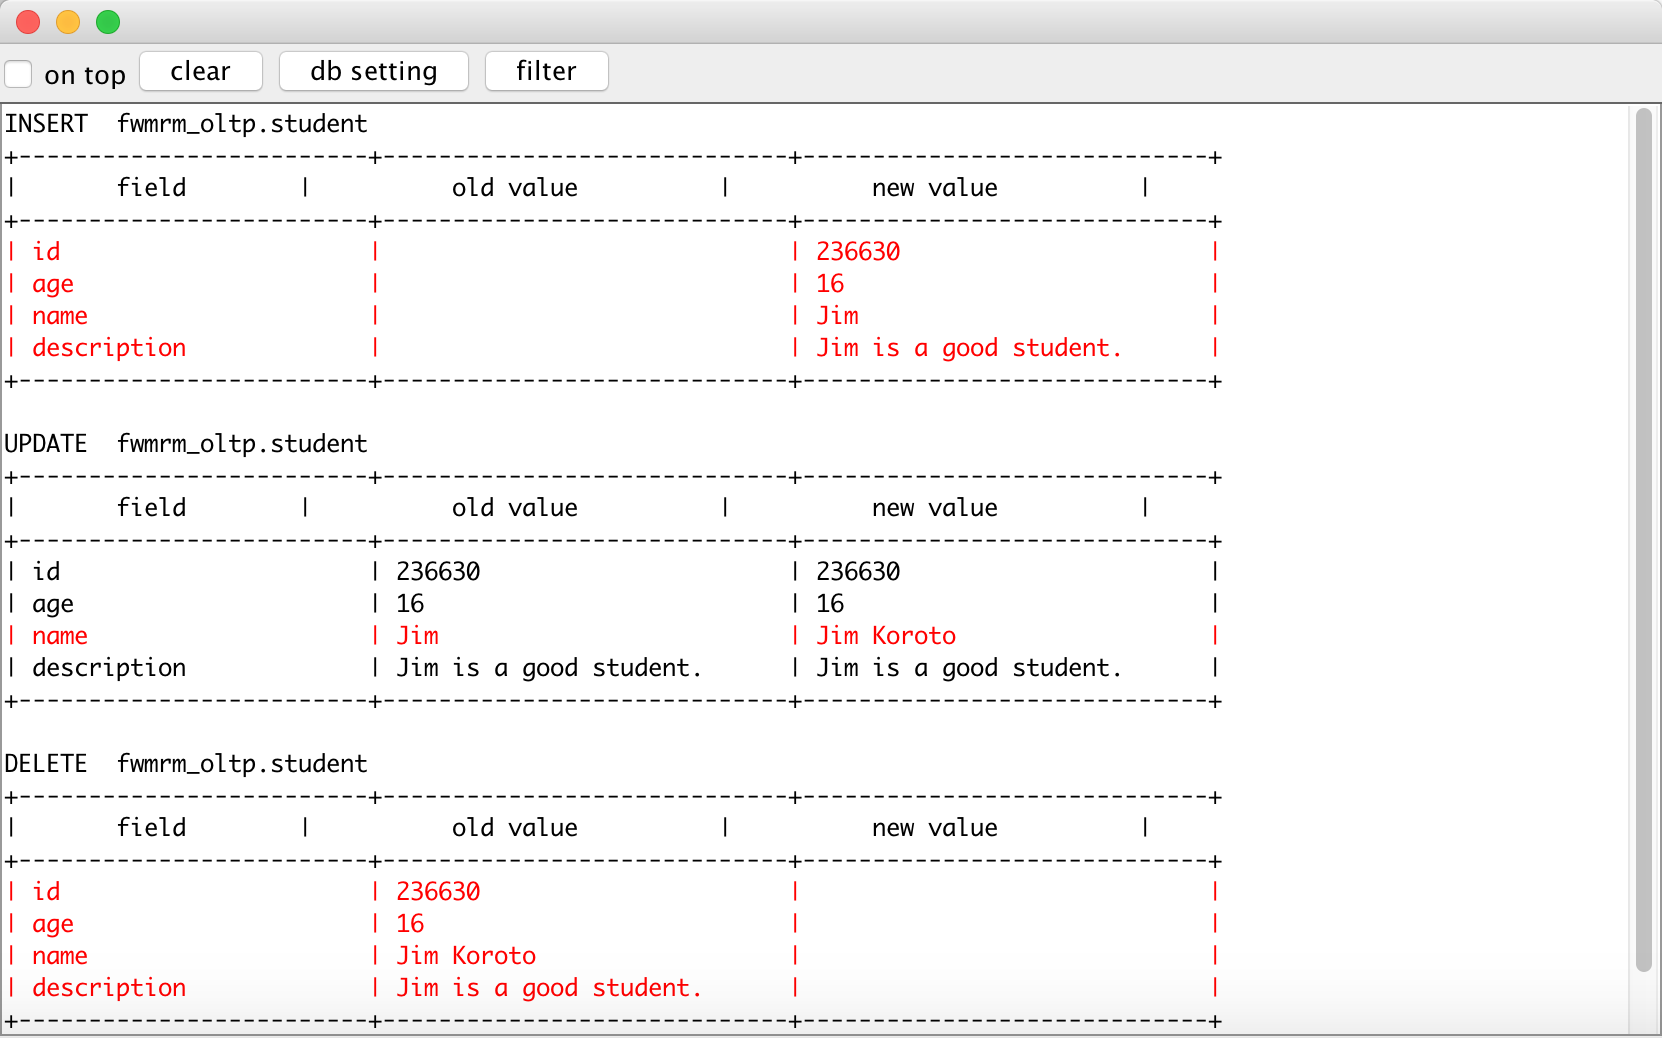 on top clear db setting filter
INSERT  fwmrm_oltp.student
+-------------------------+-----------------------------+-----------------------------+
|       field        |          old value          |          new value          |
+-------------------------+-----------------------------+-----------------------------+
| id                      |                             | 236630                      |
| age                     |                             | 16                          |
| name                    |                             | Jim                         |
| description             |                             | Jim is a good student.      |
+-------------------------+-----------------------------+-----------------------------+
UPDATE  fwmrm_oltp.student
+-------------------------+-----------------------------+-----------------------------+
|       field        |          old value          |          new value          |
+-------------------------+-----------------------------+-----------------------------+
| id                      | 236630                      | 236630                      |
| age                     | 16                          | 16                          |
| name                    | Jim                         | Jim Koroto                  |
| description             | Jim is a good student.      | Jim is a good student.      |
+-------------------------+-----------------------------+-----------------------------+
DELETE  fwmrm_oltp.student
+-------------------------+-----------------------------+-----------------------------+
|       field        |          old value          |          new value          |
+-------------------------+-----------------------------+-----------------------------+
| id                      | 236630                      |                             |
| age                     | 16                          |                             |
| name                    | Jim Koroto                  |                             |
| description             | Jim is a good student.      |                             |
+-------------------------+-----------------------------+-----------------------------+